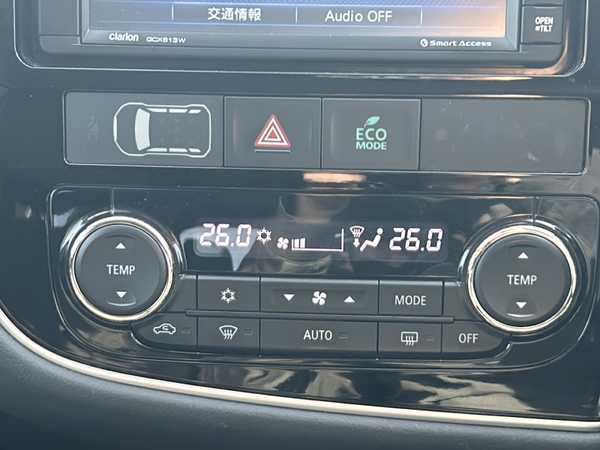 交通情報
Audio OFF
clarion GCX813W
Smart Access
OPEN
TILT
ECO
MODE
26.0
26.0
TEMP
TEMP
MODE
AUTO
OFF